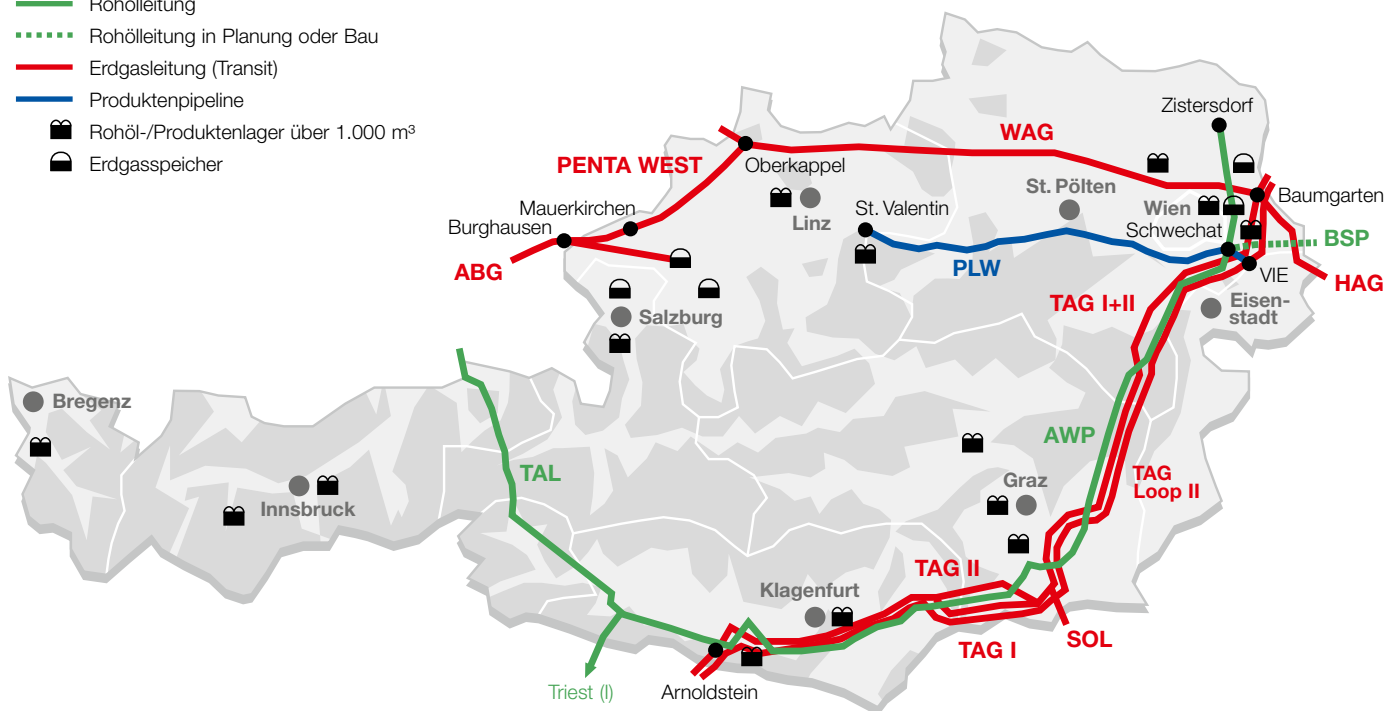 Rohölleitung
Rohölleitung in Planung oder Bau
Erdgasleitung (Transit)
Produktenpipeline
Rohöl-/Produktenlager über 1.000 m³
Erdgasspeicher
Zistersdorf
WAG
PENTA WEST
Oberkappel
Linz
St. Pölten
Wien
Baumgarten
Mauerkirchen
Burghausen
St. Valentin
Schwechat
BSP
ABG
PLW
VIE
HAG
TAG I+II
Eisen-
stadt
Salzburg
Bregenz
TAL
AWP
TAG
Loop II
Graz
Innsbruck
TAG II
Klagenfurt
SOL
TAG I
Triest (I)
Arnoldstein